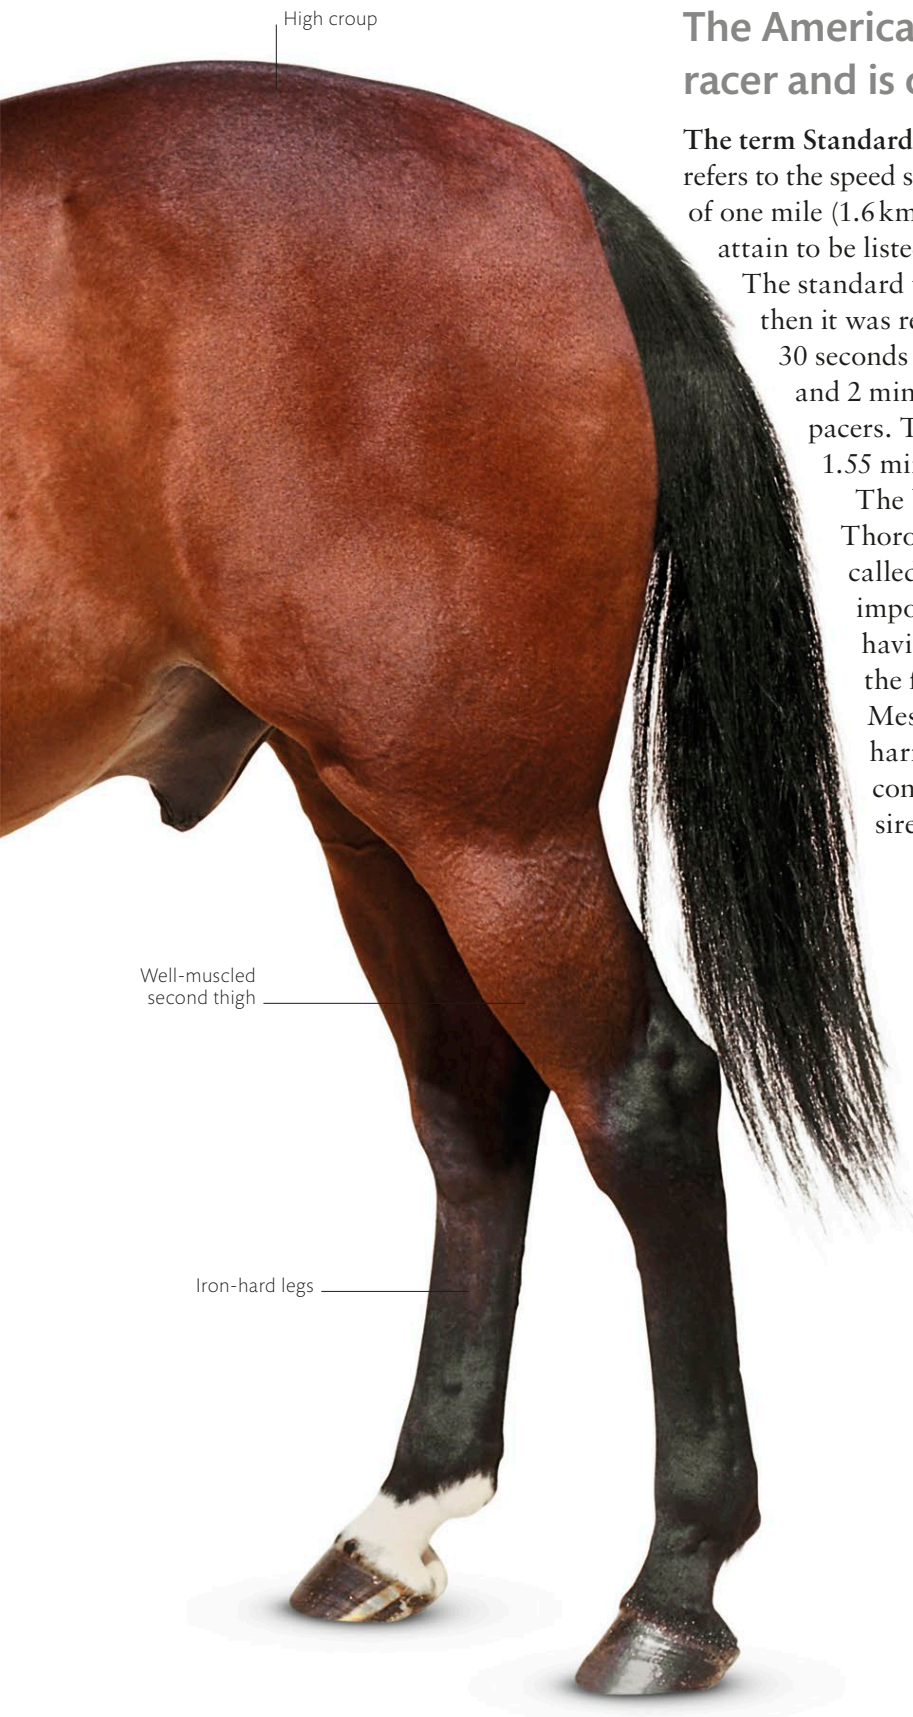 High croup
The America
racer and is
The term Standard
refers to the speed s
of one mile (1.6 km
attain to be liste
The standard
then it was re
30 seconds
and 2 min
pacers. T
1.55 mi
The
Thoro
called
impo
havi
the f
Mes
har
con
sire
Well-muscled
second thigh
Iron-hard legs